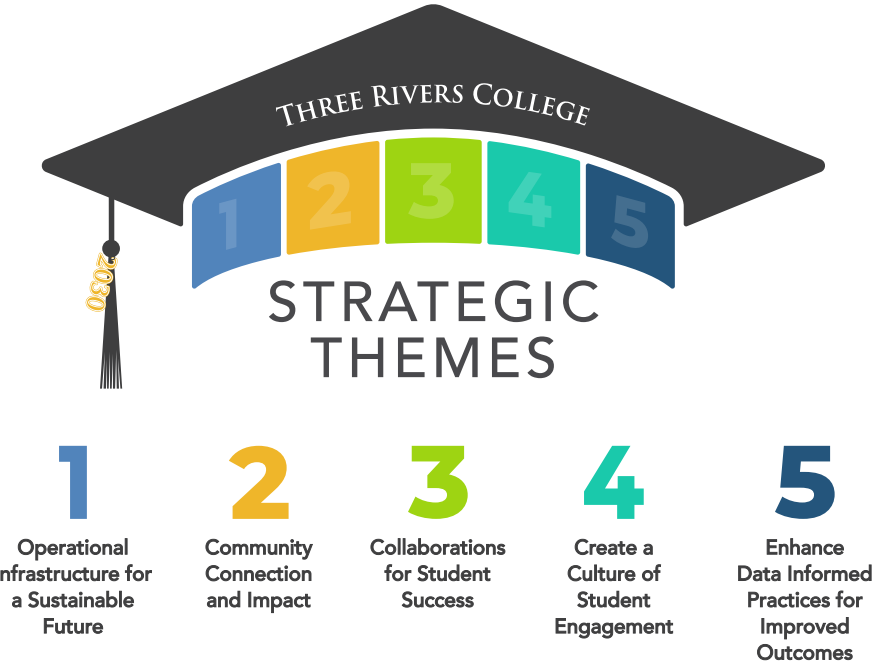 THREE RIVERS COLLEGE
1 2 3 4 5
2030
STRATEGIC
THEMES
1
Operational
nfrastructure for
a Sustainable
Future
2
Community
Connection
and Impact
3
Collaborations
for Student
Success
4
Create a
Culture of
Student
Engagement
5
Enhance
Data Informed
Practices for
Improved
Outcomes